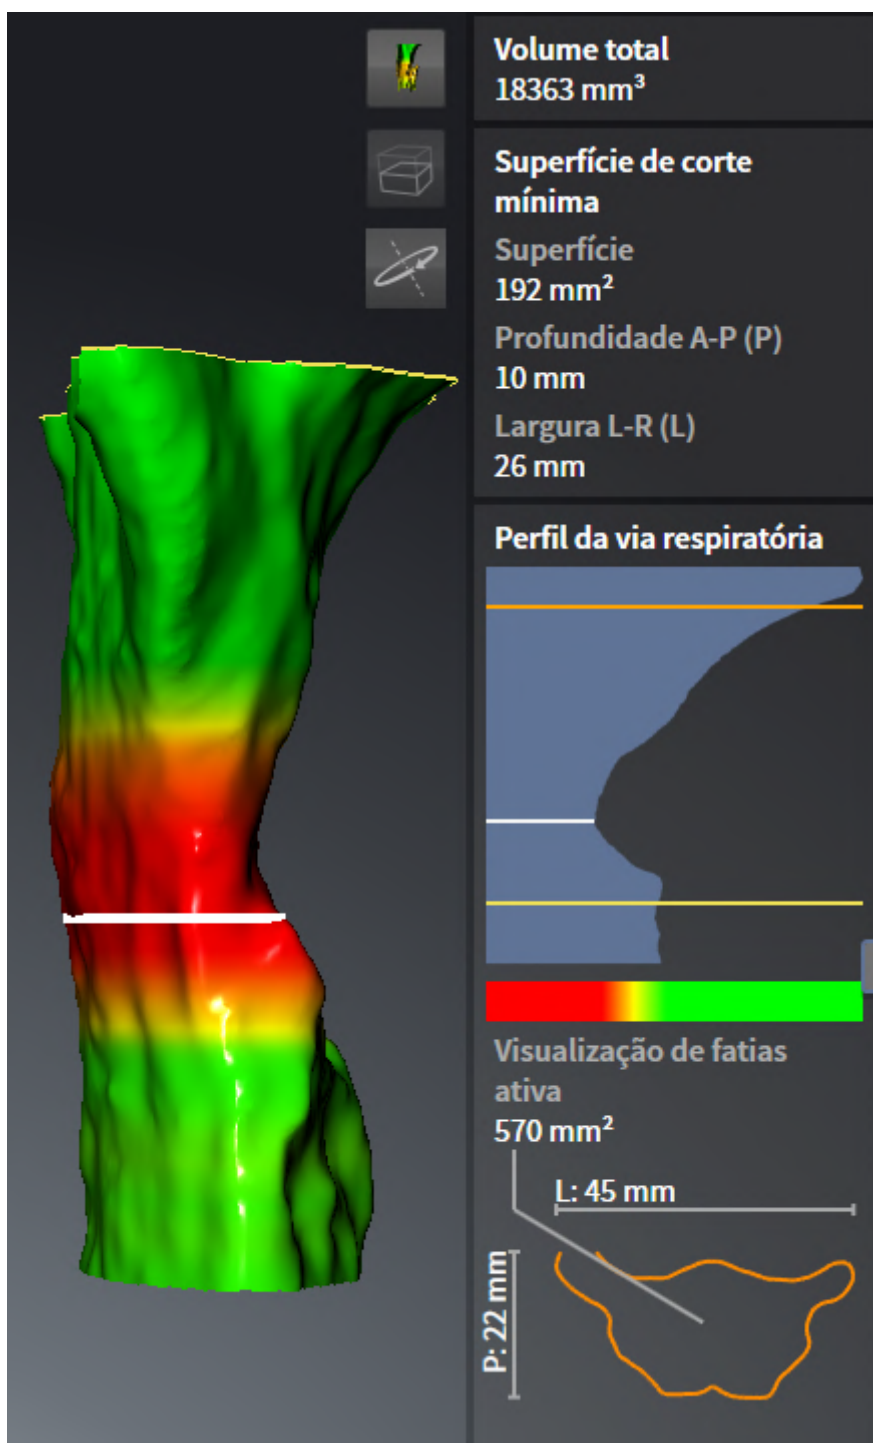 Volume total
18363 mm³
Superfície de corte
mínima
Superfície
192 mm²
Profundidade A-P (P)
10 mm
Largura L-R (L)
26 mm
Perfil da via respiratória
Visualização de fatias
ativa
570 mm²
L: 45 mm
P: 22 mm